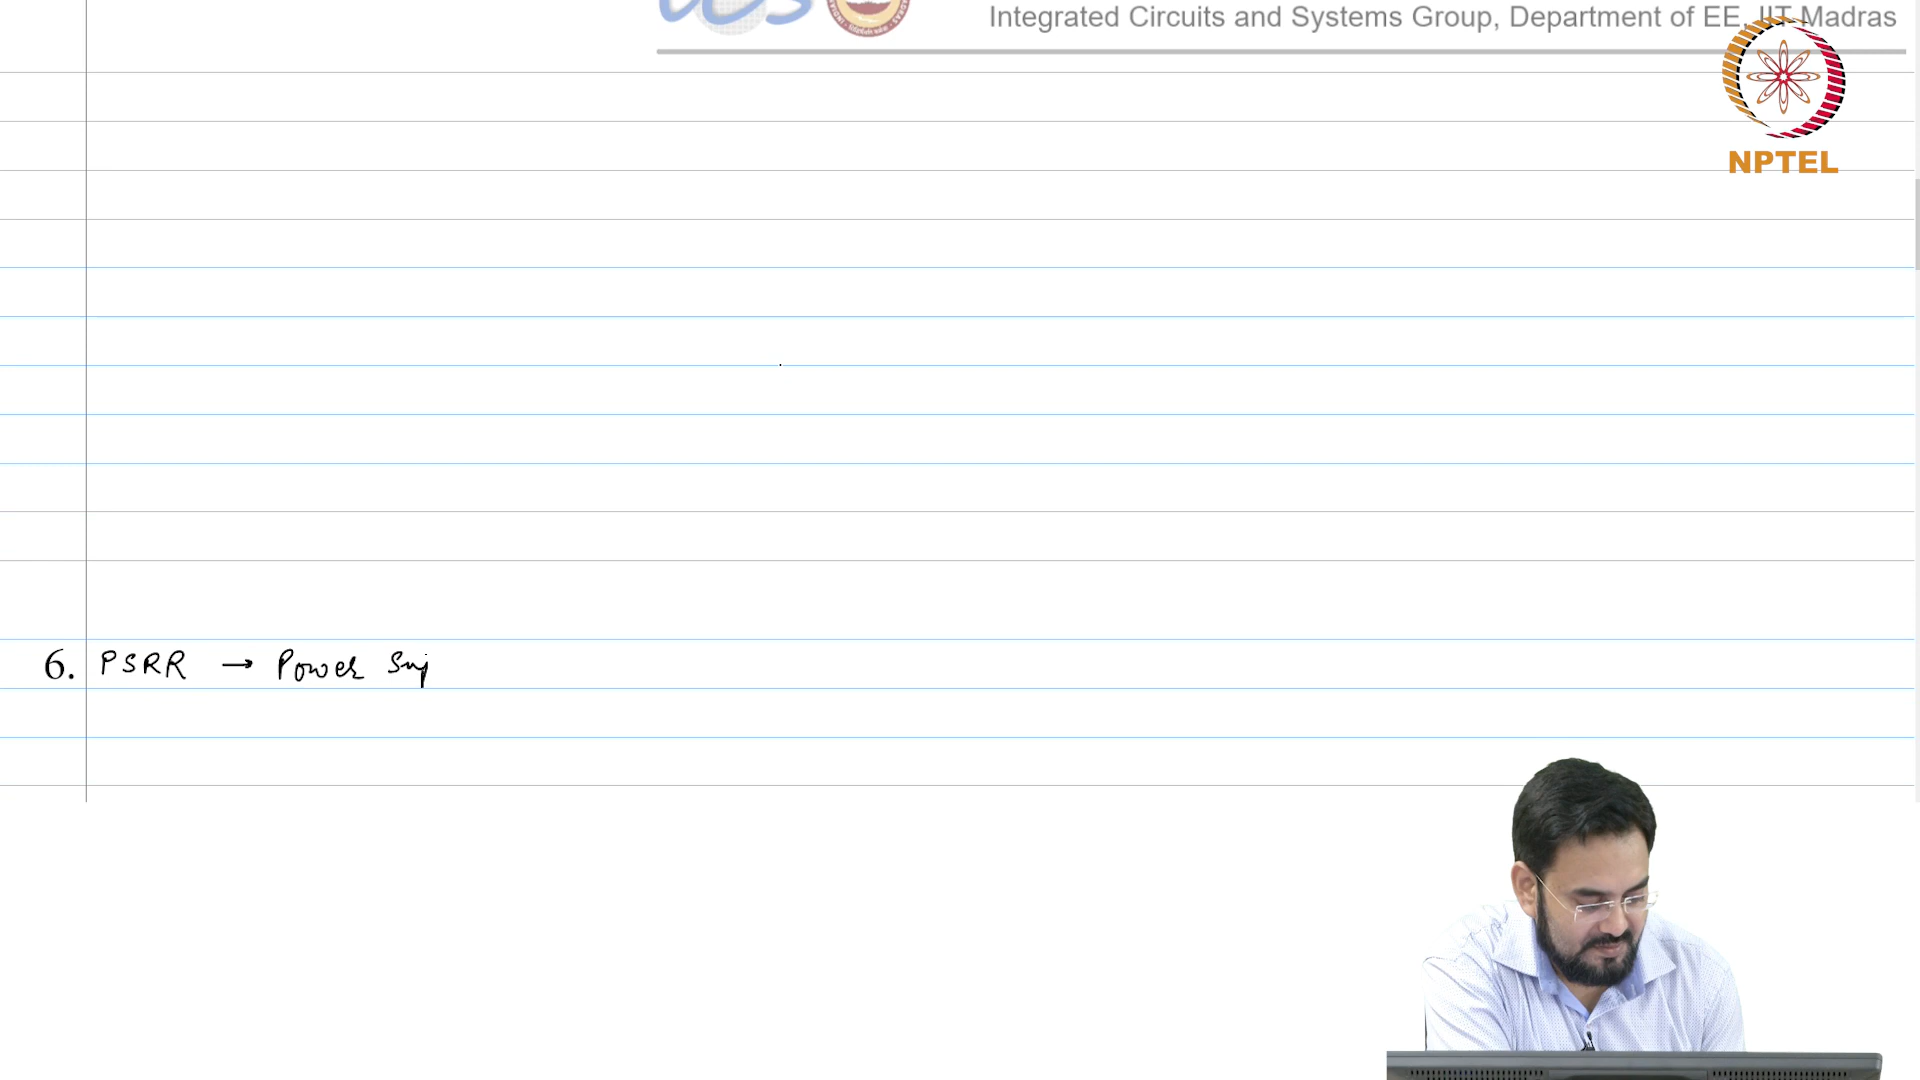 Integrated Circuits and Systems Group, Department of EE, IIT Madras
NPTEL
6. PSRR → Power Sup